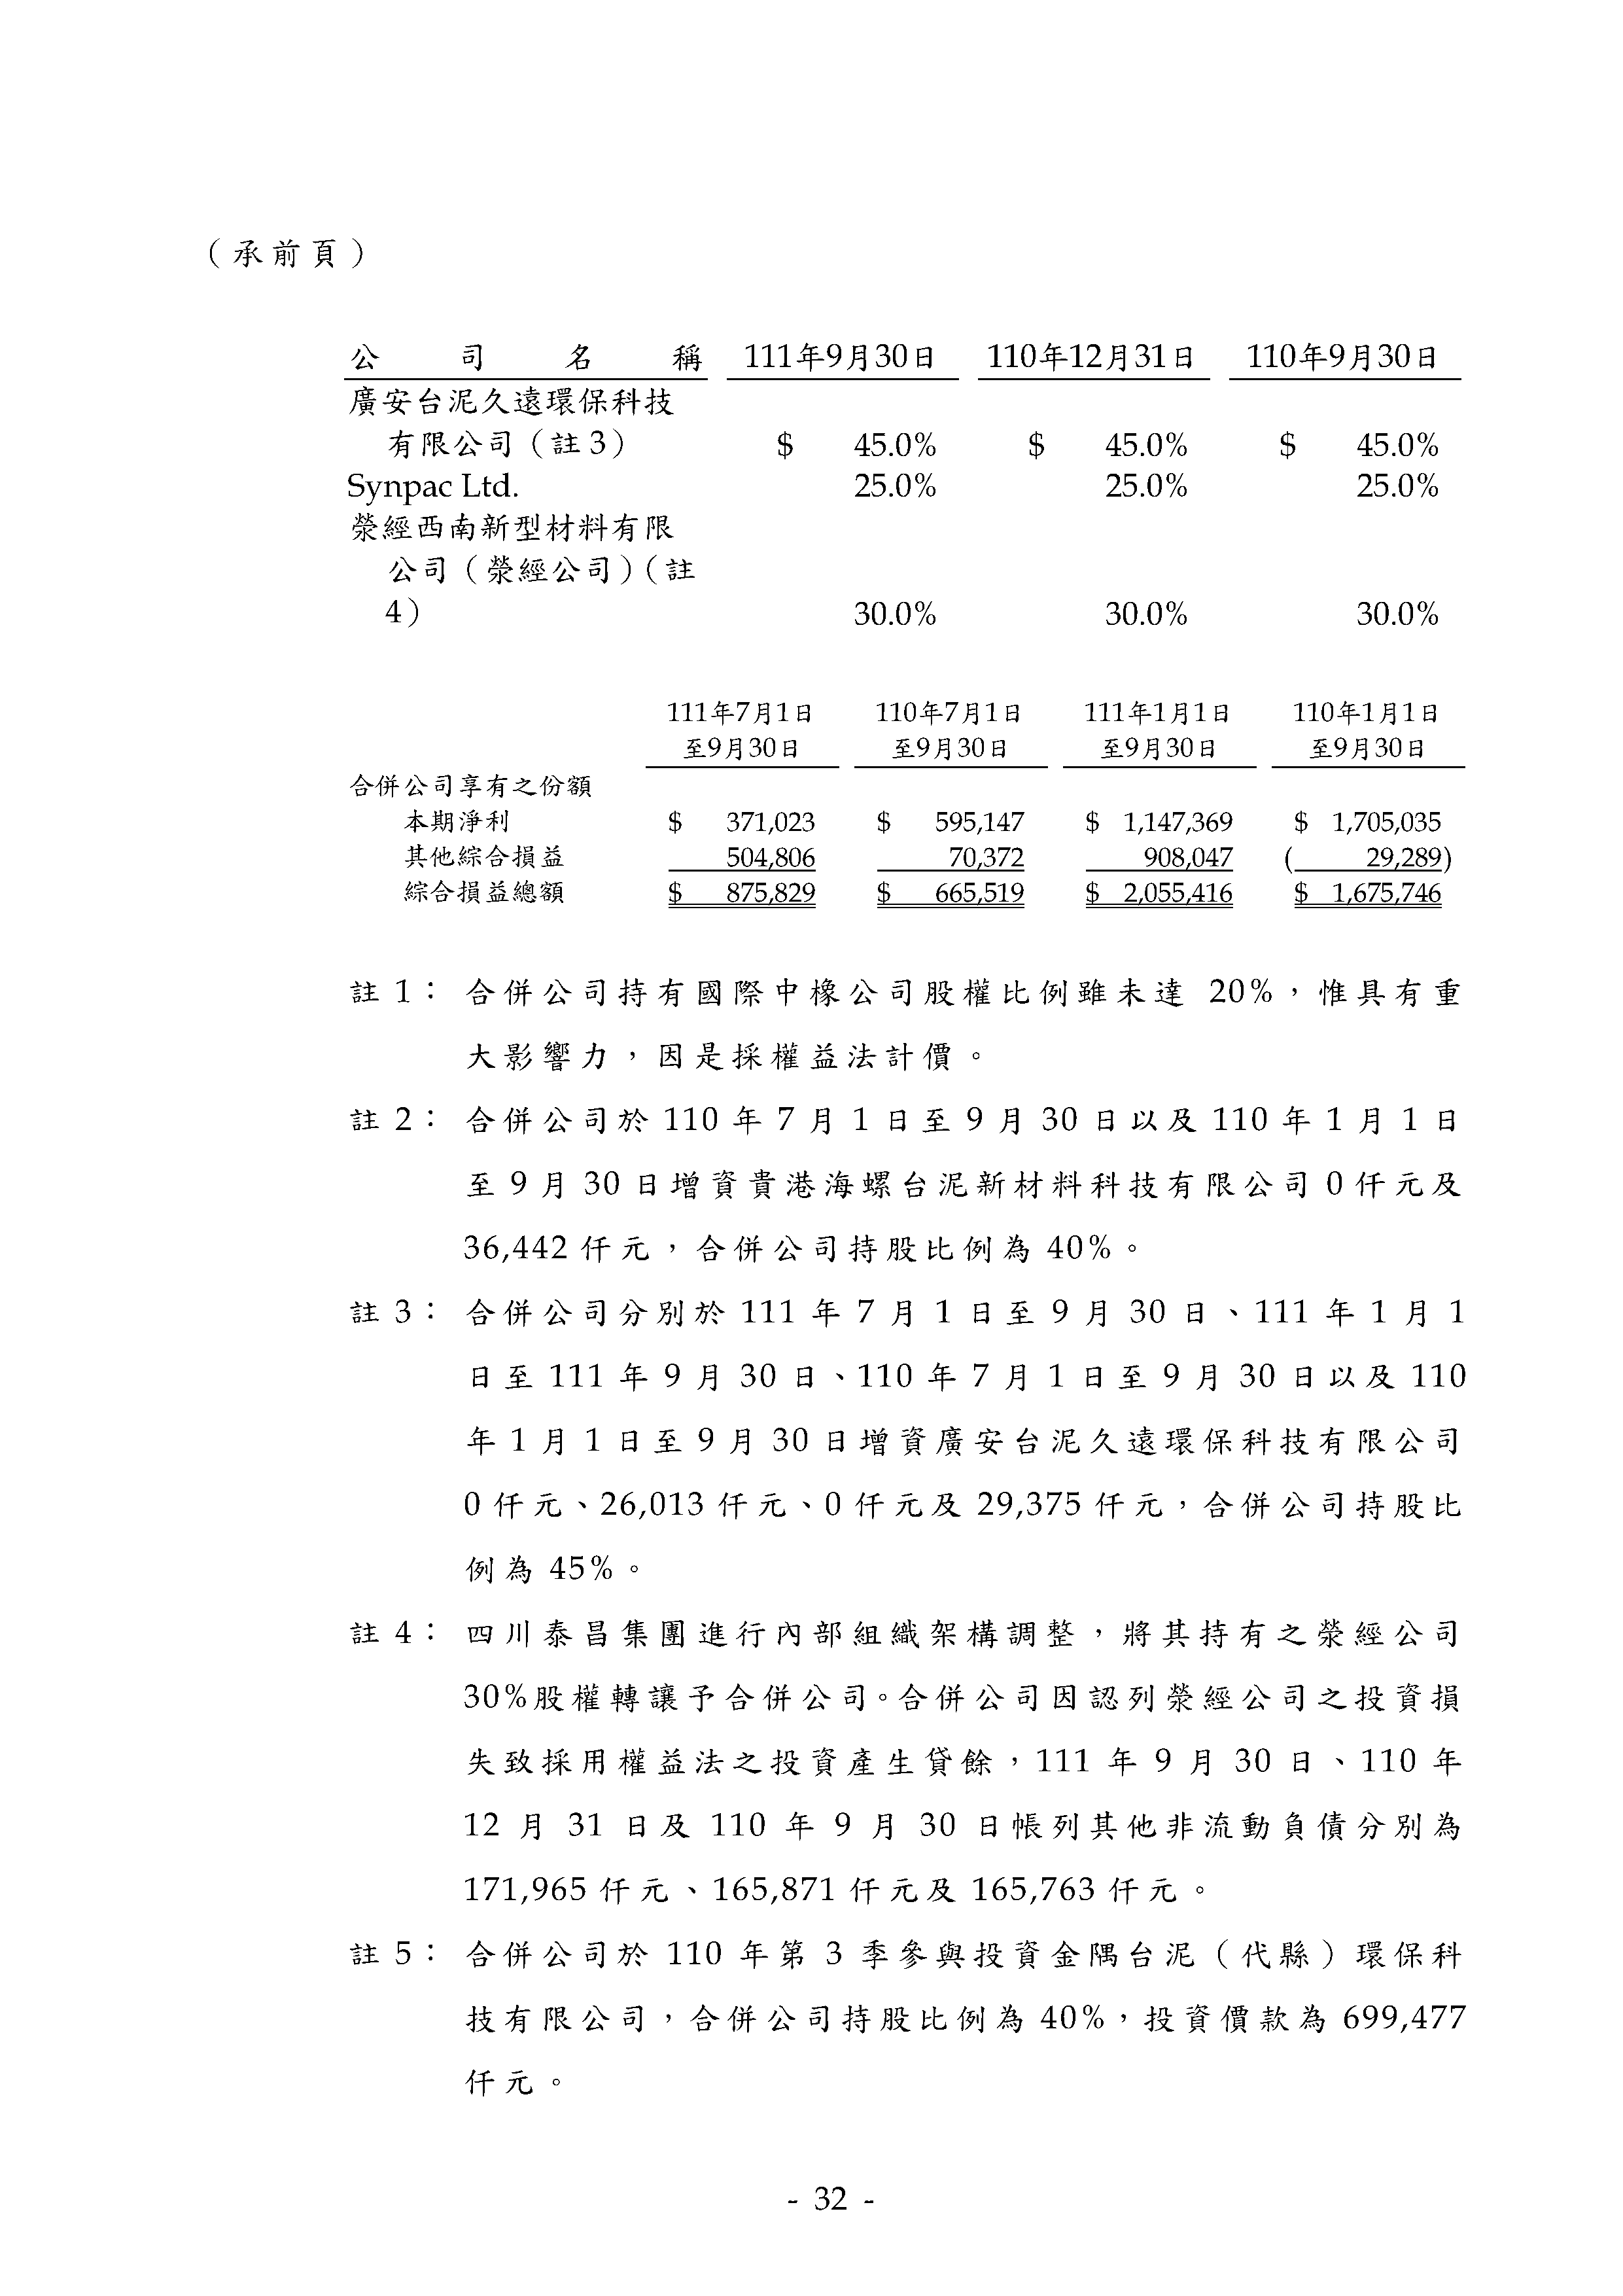 （承前頁）
公司名稱 111年9月30日 110年12月31日 110年9月30日
廣安台泥久遠環保科技
有限公司（註3） $ 45.0% $ 45.0% $ 45.0%
Synpac Ltd. 25.0% 25.0% 25.0%
滎經西南新型材料有限
公司（滎經公司）（註
4） 30.0% 30.0% 30.0%
111年7月1日 110年7月1日 111年1月1日 110年1月1日
至9月30日 至9月30日 至9月30日 至9月30日
合併公司享有之份額
本期淨利 $ 371,023 $ 595,147 $ 1,147,369 $ 1,705,035
其他綜合損益 504,806 70,372 908,047 ( 29,289)
綜合損益總額 $ 875,829 $ 665,519 $ 2,055,416 $ 1,675,746
註 1：合併公司持有國際中橡公司股權比例雖未達 20%，惟具有重
大影響力，因是採權益法計價。
註 2：合併公司於 110 年 7 月 1 日至 9 月 30 日以及 110 年 1 月 1 日
至 9 月 30 日增資貴港海螺台泥新材料科技有限公司 0 仟元及
36,442 仟元，合併公司持股比例為 40%。
註 3：合併公司分別於 111 年 7 月 1 日至 9 月 30 日、111 年 1 月 1
日至 111 年 9 月 30 日、110 年 7 月 1 日至 9 月 30 日以及 110
年 1 月 1 日至 9 月 30 日增資廣安台泥久遠環保科技有限公司
0 仟元、26,013 仟元、0 仟元及 29,375 仟元，合併公司持股比
例為 45%。
註 4：四川泰昌集團進行內部組織架構調整，將其持有之滎經公司
30%股權轉讓予合併公司。合併公司因認列滎經公司之投資損
失致採用權益法之投資產生貸餘，111 年 9 月 30 日、110 年
12 月 31 日及 110 年 9 月 30 日帳列其他非流動負債分別為
171,965 仟元、165,871 仟元及 165,763 仟元。
註 5：合併公司於 110 年第 3 季參與投資金隅台泥（代縣）環保科
技有限公司，合併公司持股比例為 40%，投資價款為 699,477
仟元。
- 32 -